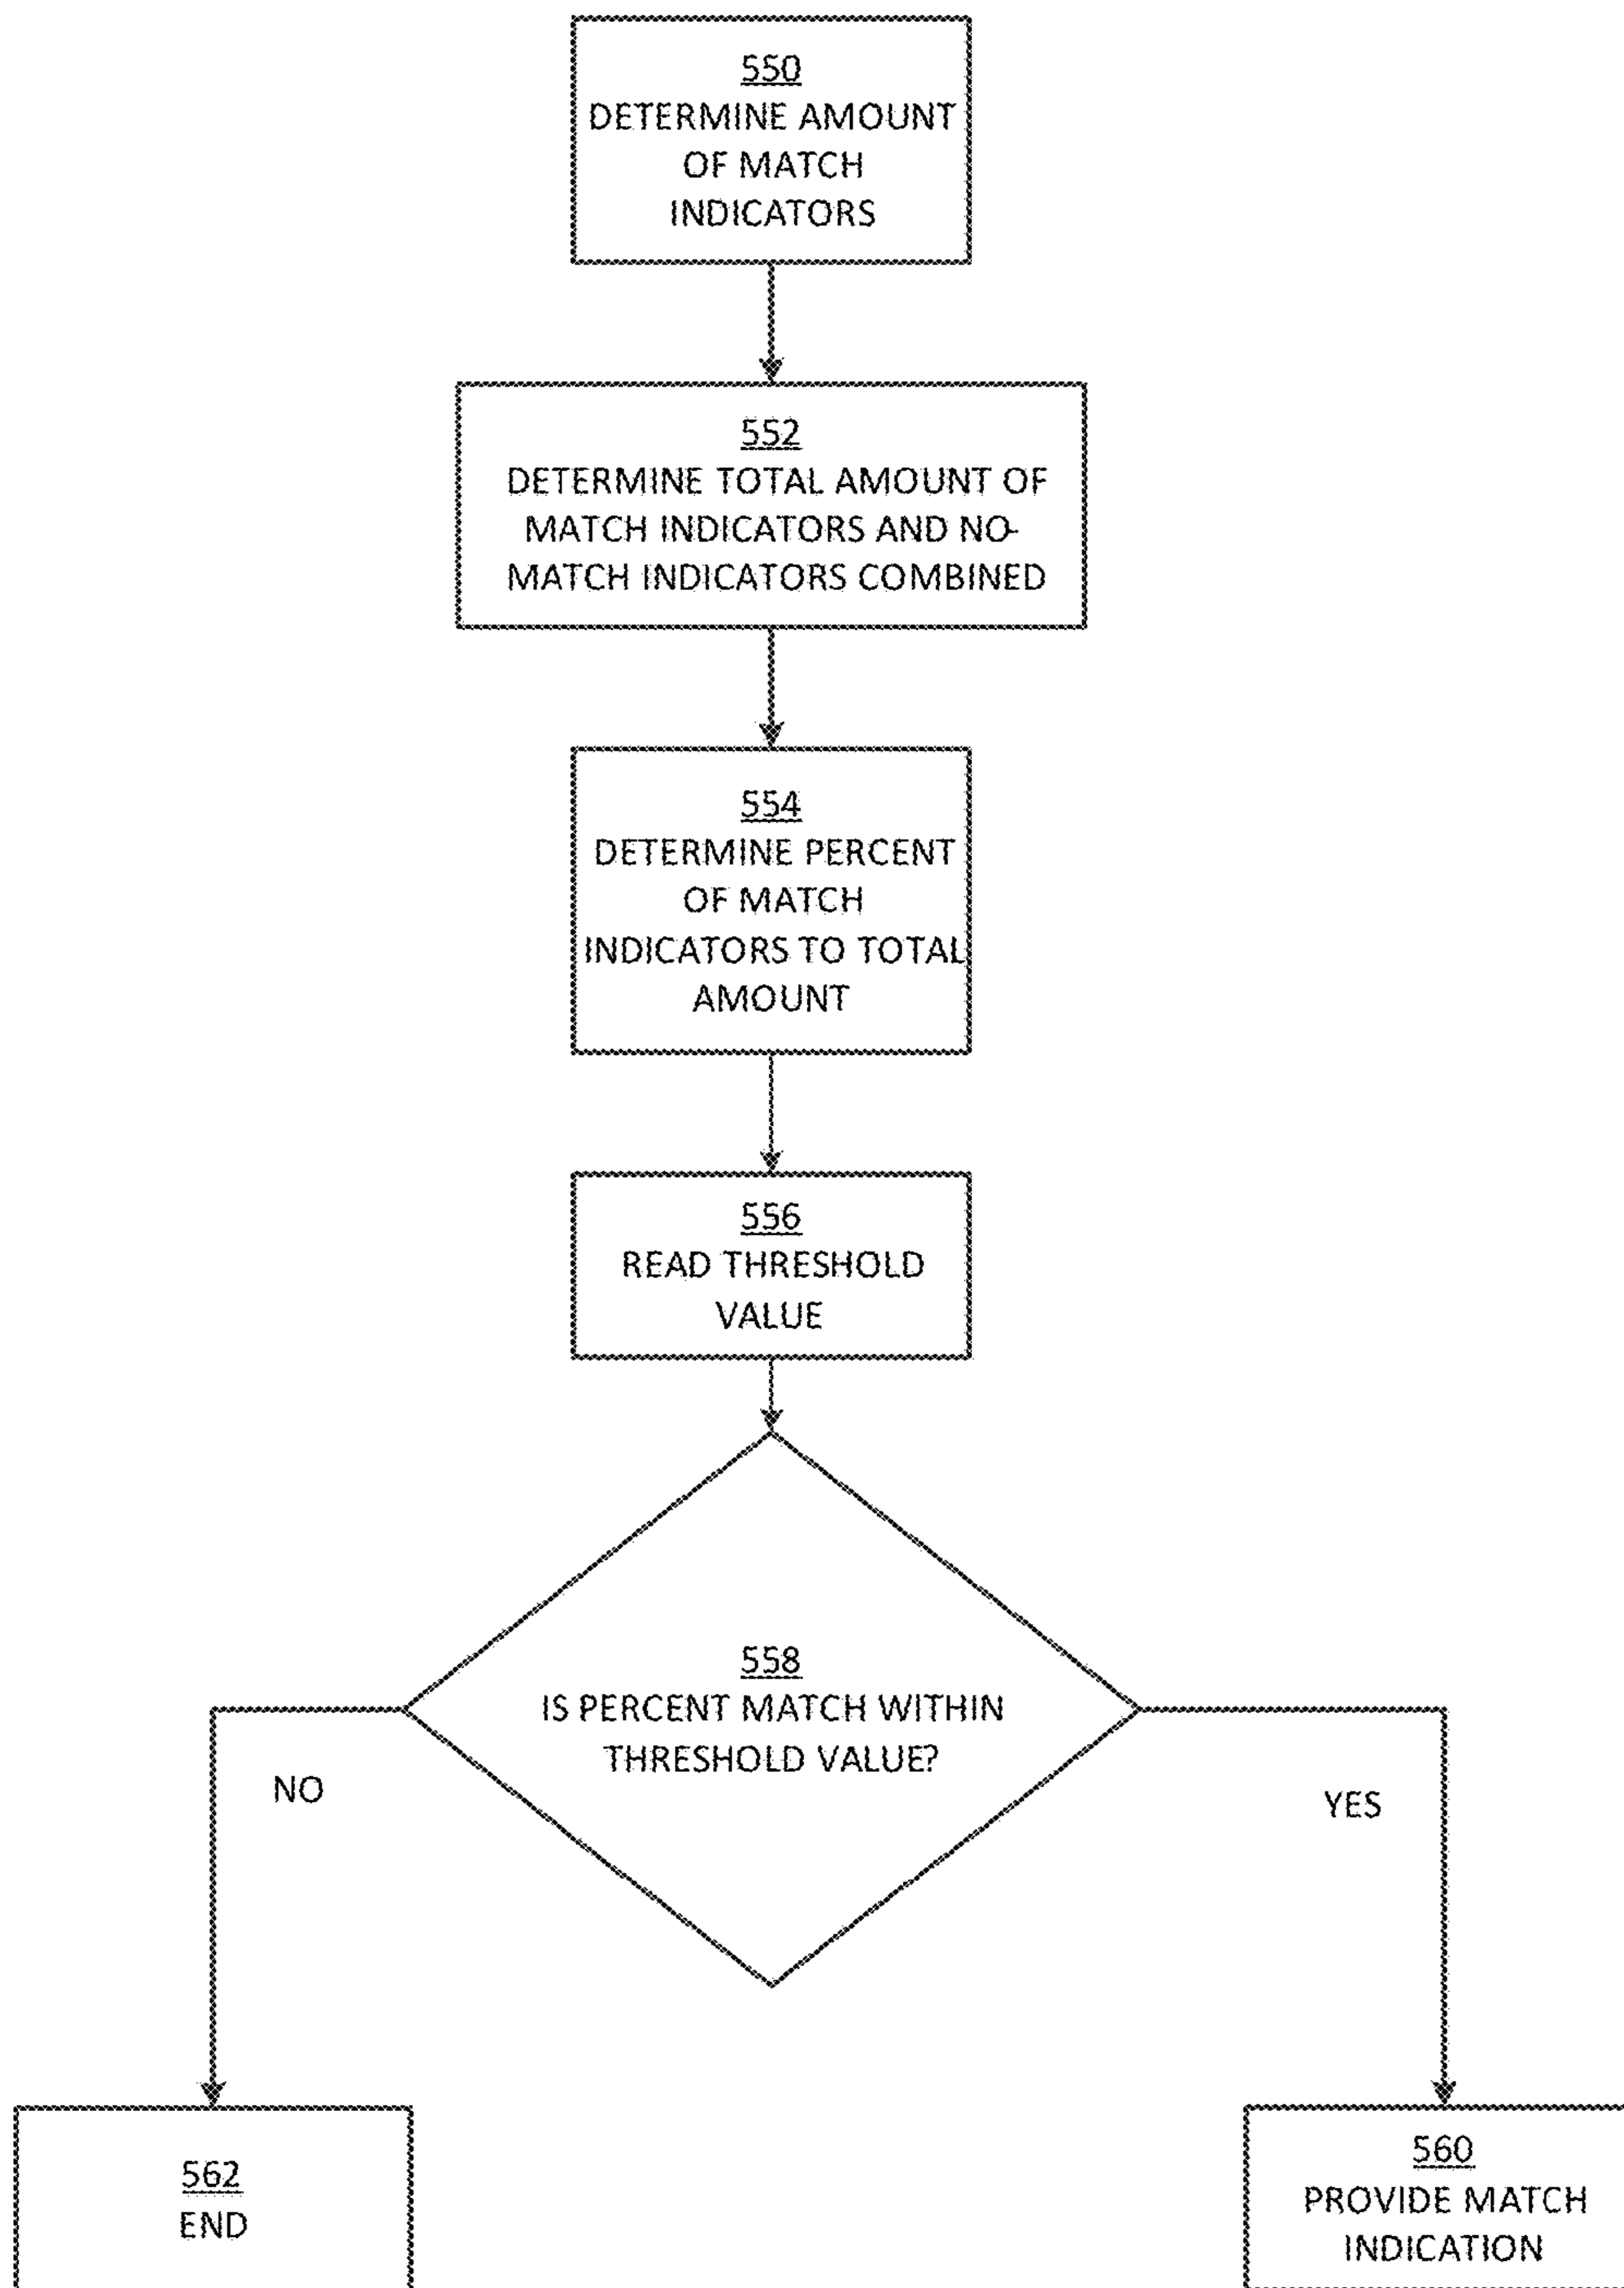 550
DETERMINE AMOUNT
OF MATCH
INDICATORS
552
DETERMINE TOTAL AMOUNT OF
MATCH INDICATORS AND NO-
MATCH INDICATORS COMBINED
554
DETERMINE PERCENT
OF MATCH
INDICATORS TO TOTAL
AMOUNT
556
READ THRESHOLD
VALUE
558
IS PERCENT MATCH WITHIN
THRESHOLD VALUE?
NO
YES
562
END
560
PROVIDE MATCH
INDICATION